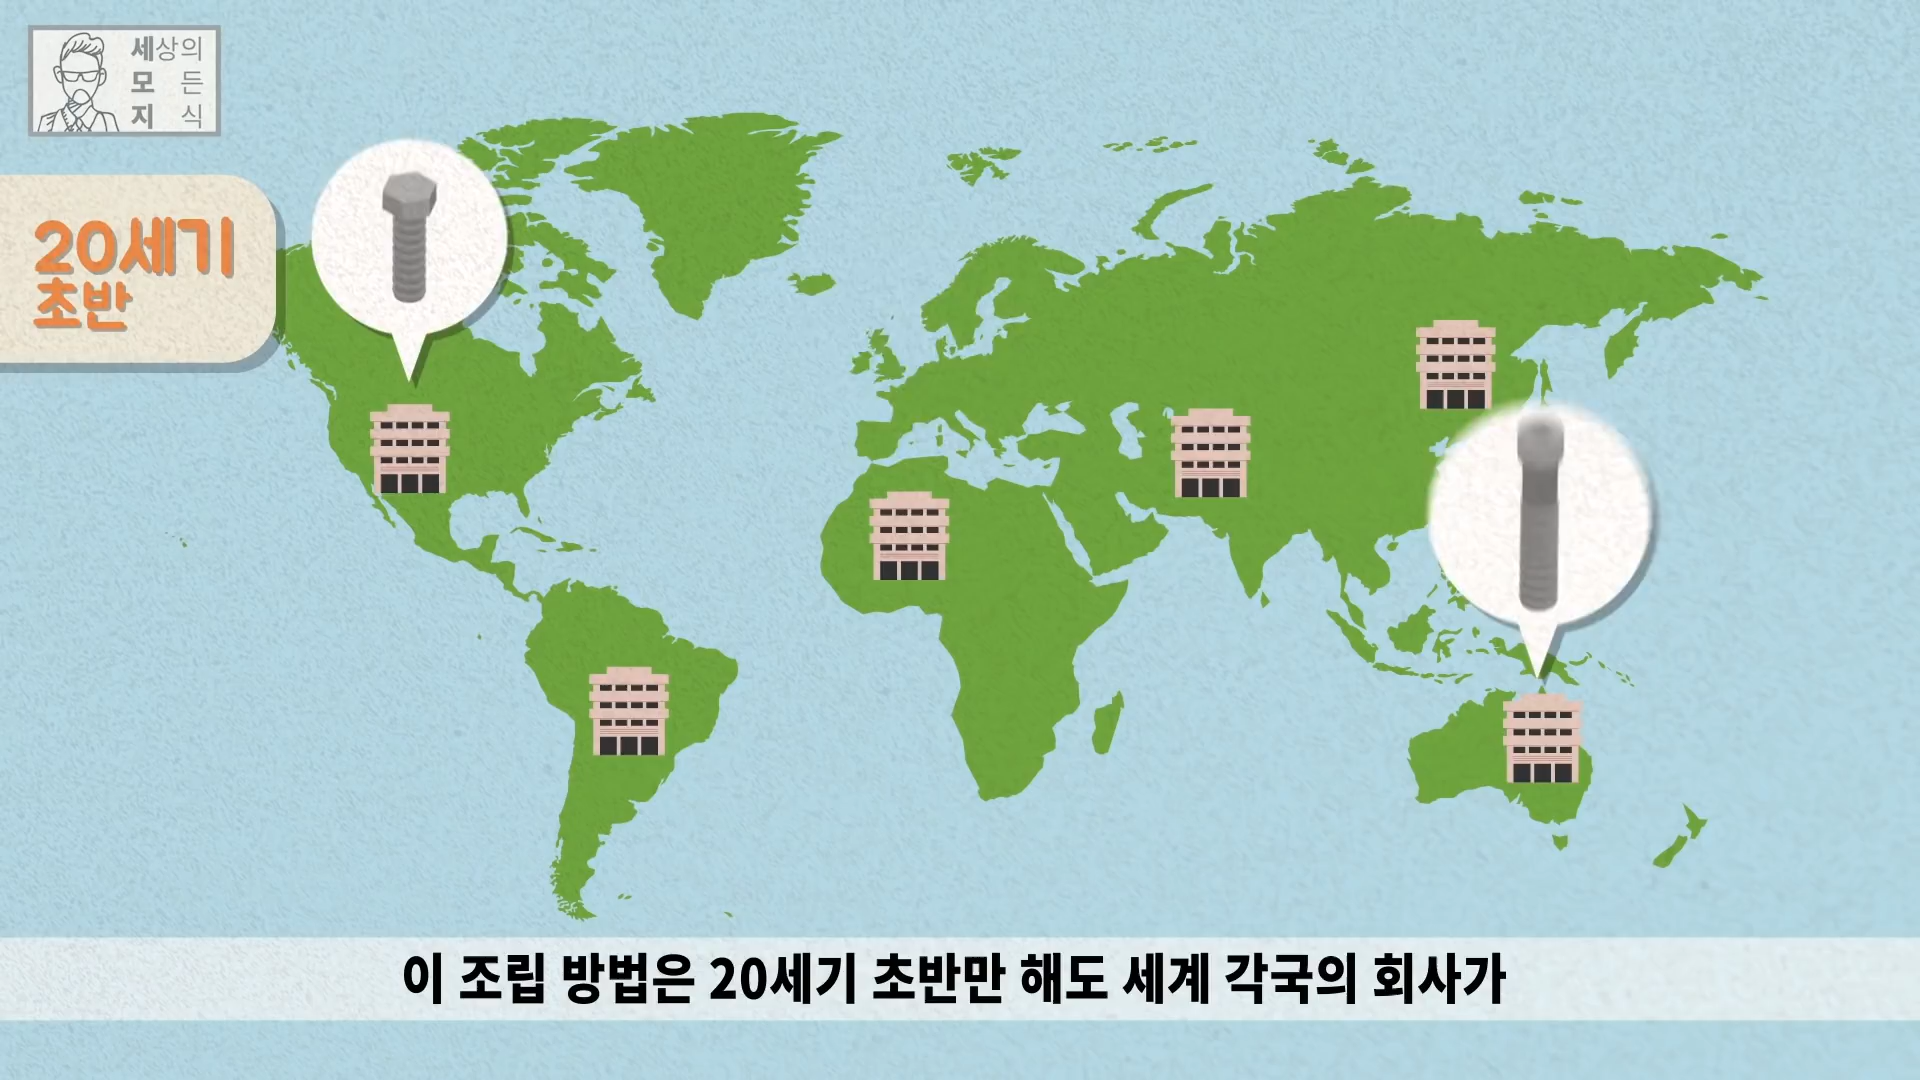 세상의
모든
지식
20세기
초반
이 조립 방법은 20세기 초반만 해도 세계 각국의 회사가